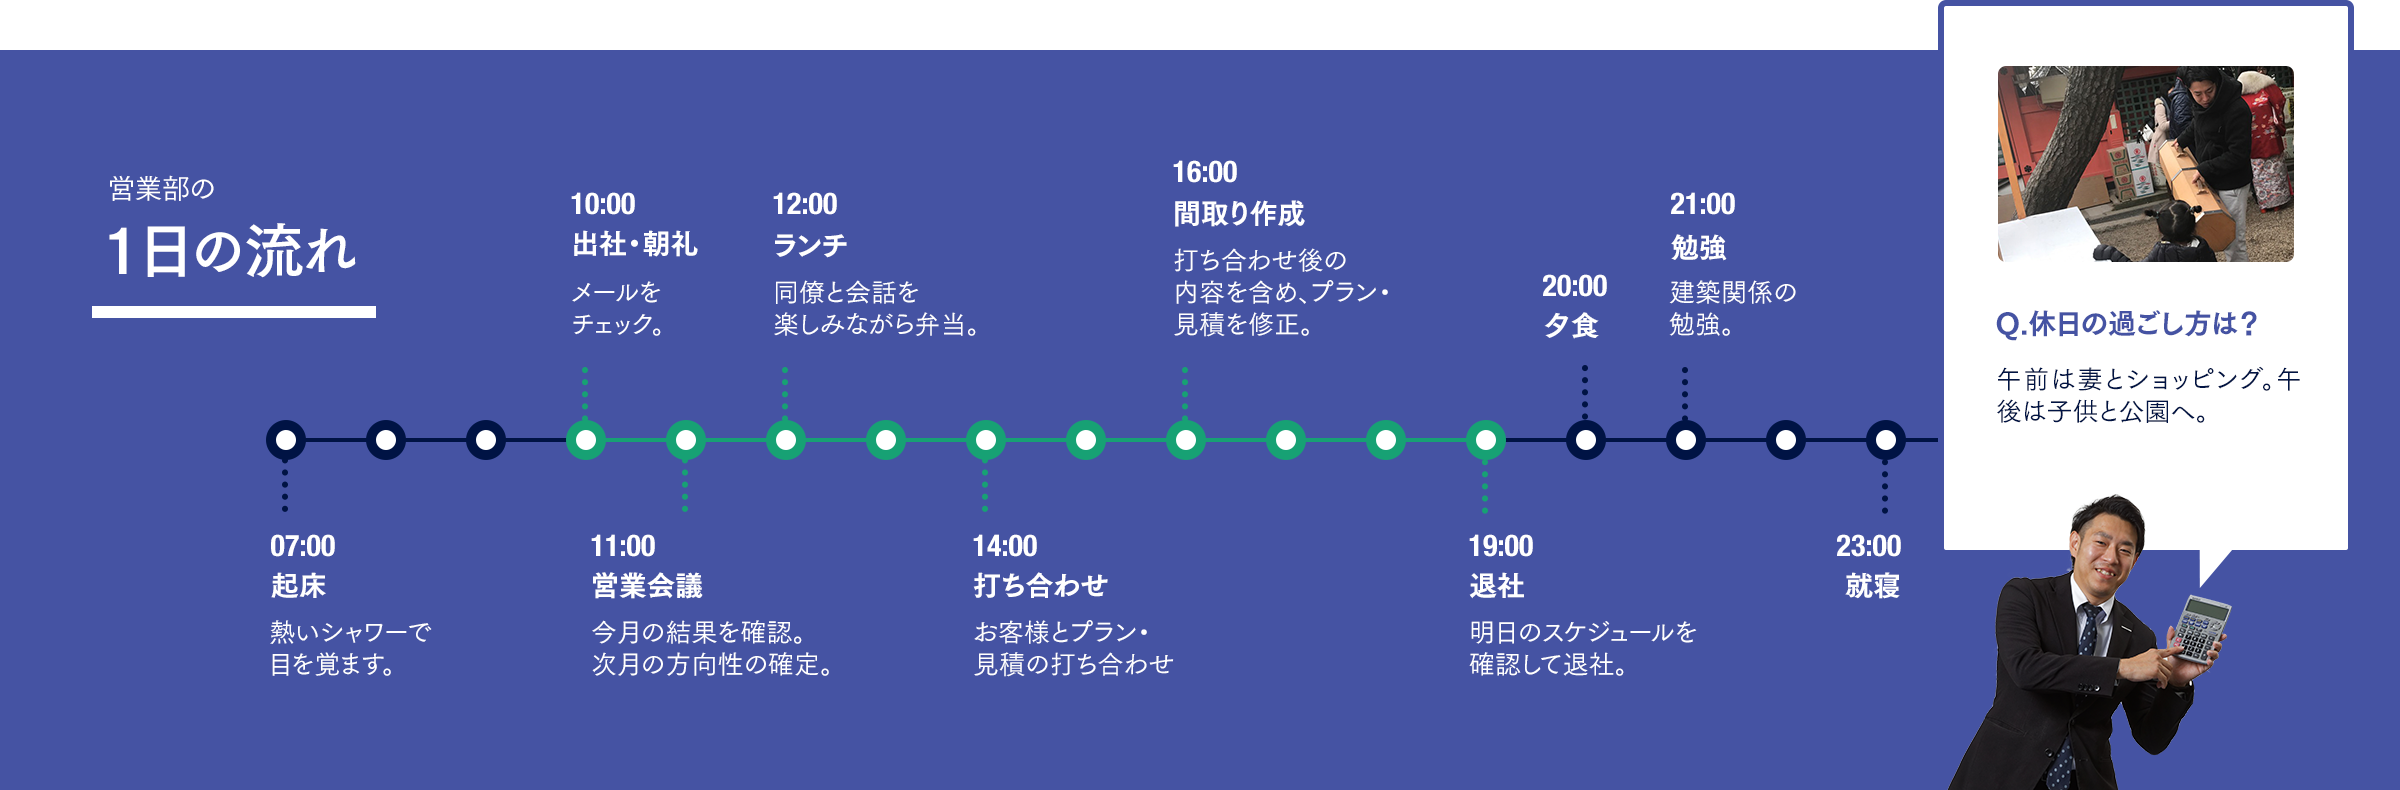 営業部の
1日の流れ
07:00
起床
熱いシャワーで
目を覚ます。
10:00
出社・朝礼
メールを
チェック。
11:00
営業会議
今月の結果を確認。
次月の方向性の確定。
12:00
ランチ
同僚と会話を
楽しみながら弁当。
14:00
打ち合わせ
お客様とプラン・
見積の打ち合わせ
16:00
間取り作成
打ち合わせ後の
内容を含め、プラン・
見積を修正。
19:00
退社
明日のスケジュールを
確認して退社。
20:00
夕食
21:00
勉強
建築関係の
勉強。
23:00
就寝
Q.休日の過ごし方は？
午前は妻とショッピング。午
後は子供と公園へ。